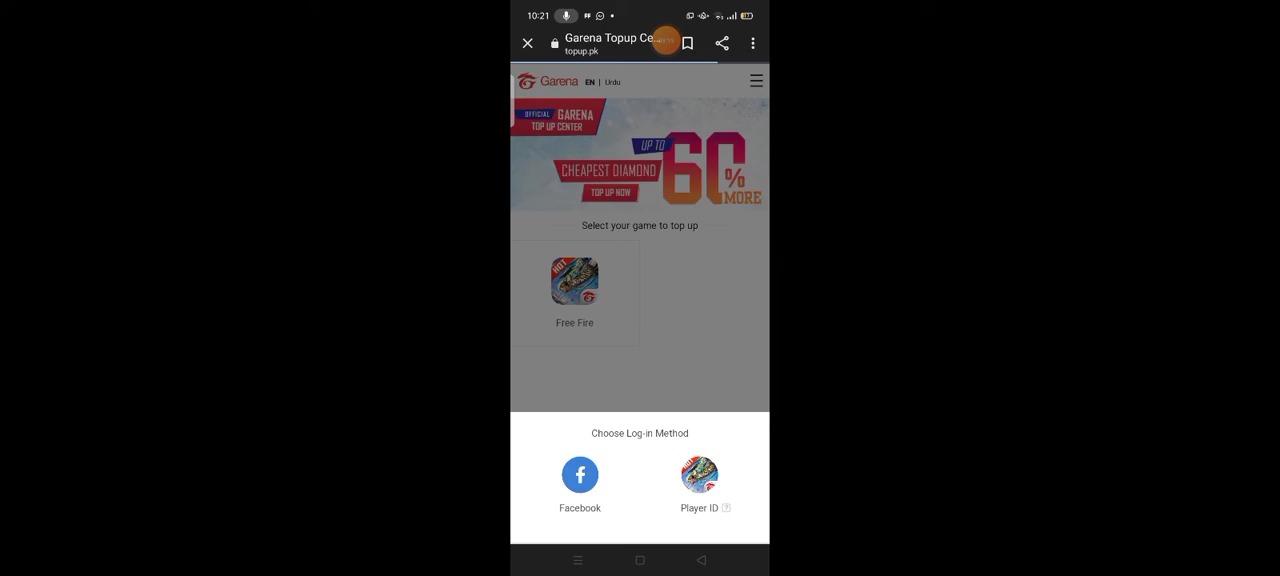 10:21
Garena Topup Ce...
topup.pk
Garena EN | Urdu
OFFICIAL GARENA
TOP UP CENTER
UP TO
CHEAPEST DIAMOND
TOP UP NOW
60%
MORE
Select your game to top up
HOT
Free Fire
Choose Log-in Method
Facebook
Player ID